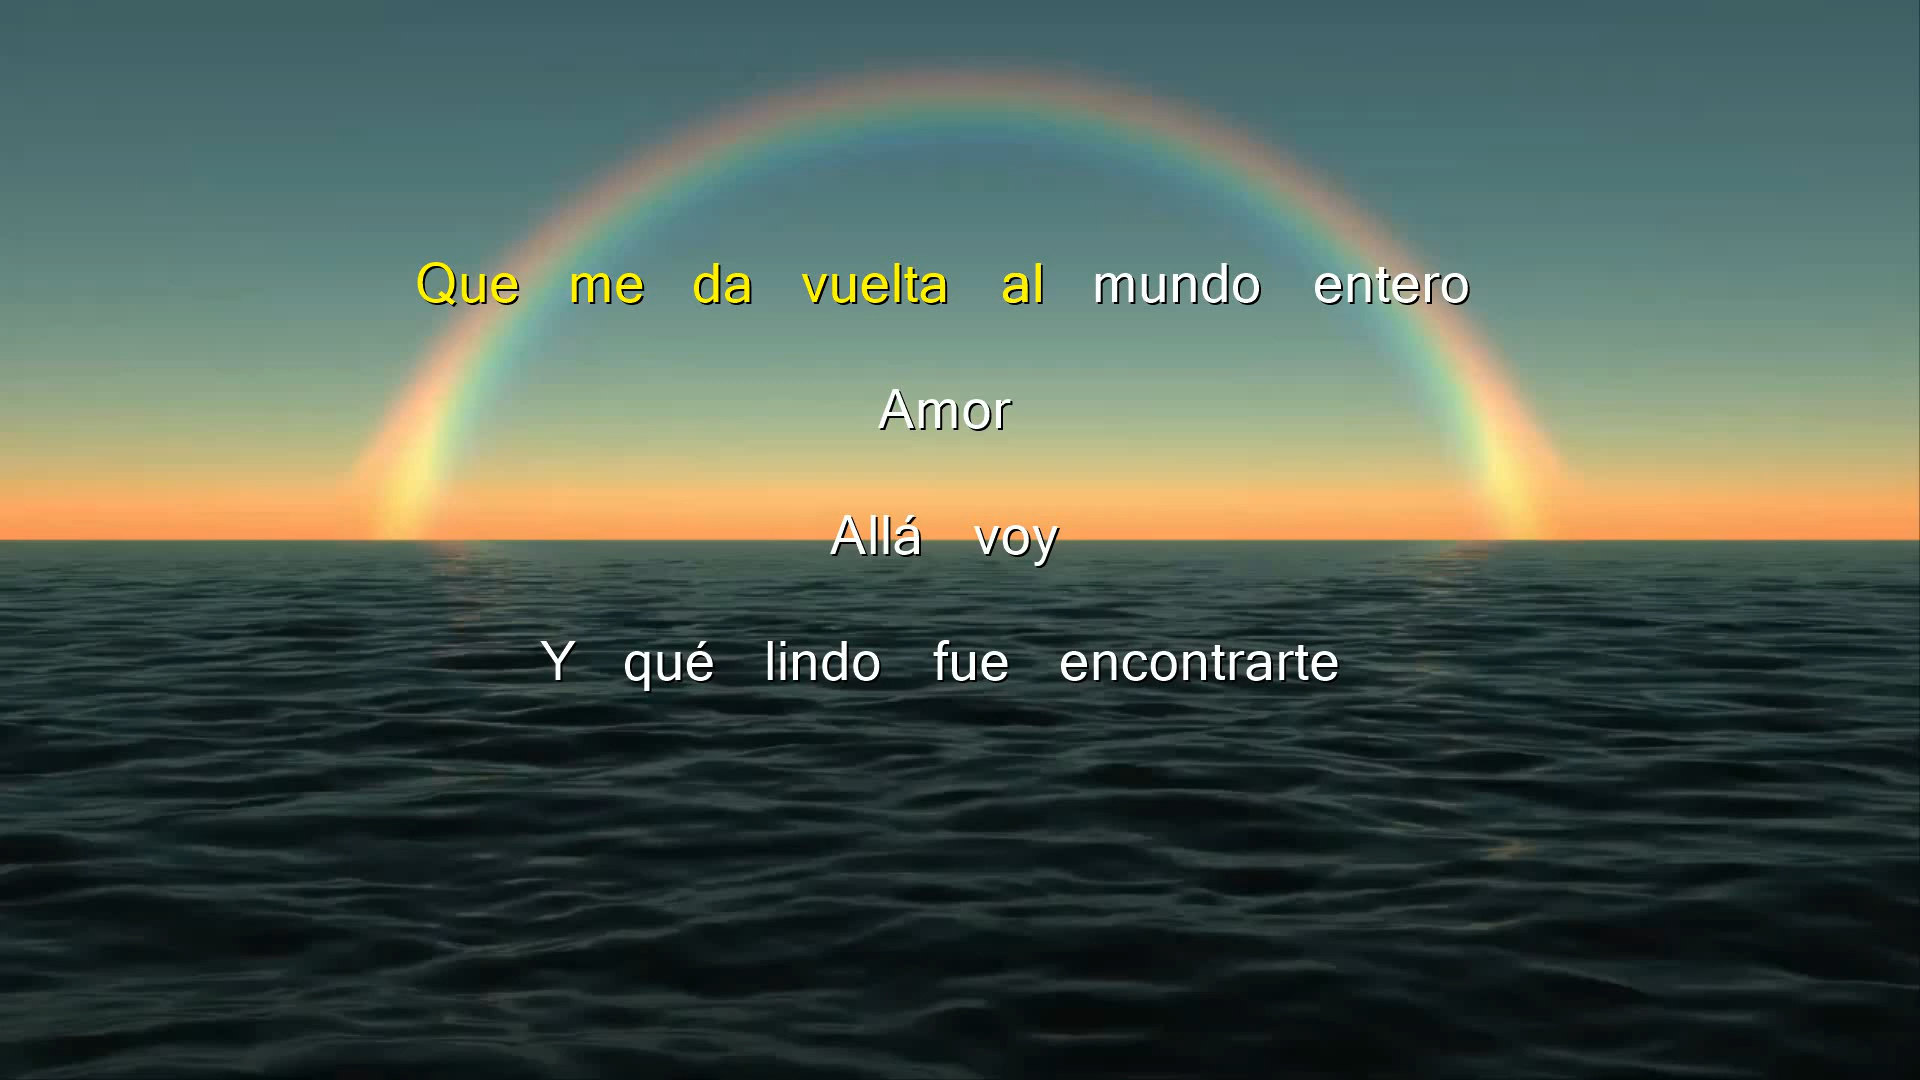 Que me da vuelta al mundo entero
Amor
Allá voy
Y qué lindo fue encontrarte